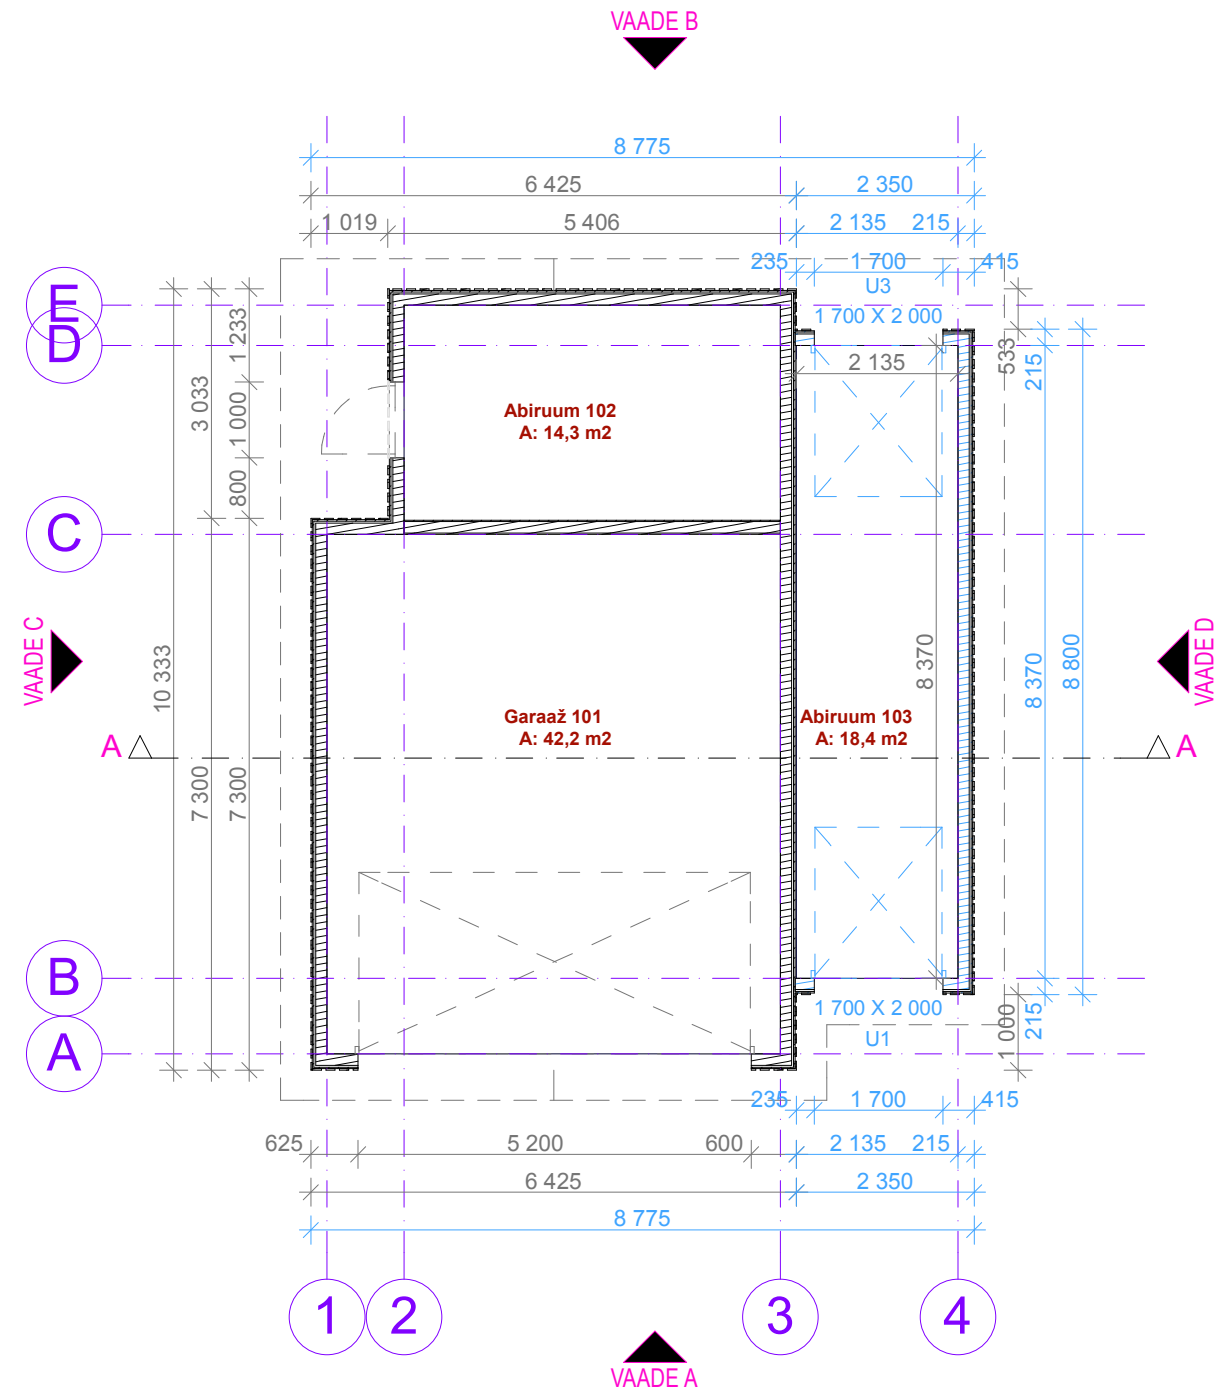 VAADE B
8 775
6 425
2 350
1 019
5 406
2 135
215
235
1 700
415
U3
1 700 X 2 000
E
D
1 233
533
215
2 135
3 033
1 000
Abiruum 102
A: 14,3 m2
800
C
VAADE C
10 333
8 370
8 370
8 800
VAADE D
Garaaž 101
A: 42,2 m2
Abiruum 103
A: 18,4 m2
A
A
7 300
7 300
B
1 700 X 2 000
U1
1 000
215
A
235
1 700
415
625
5 200
600
2 135
215
6 425
2 350
8 775
1
2
3
4
VAADE A